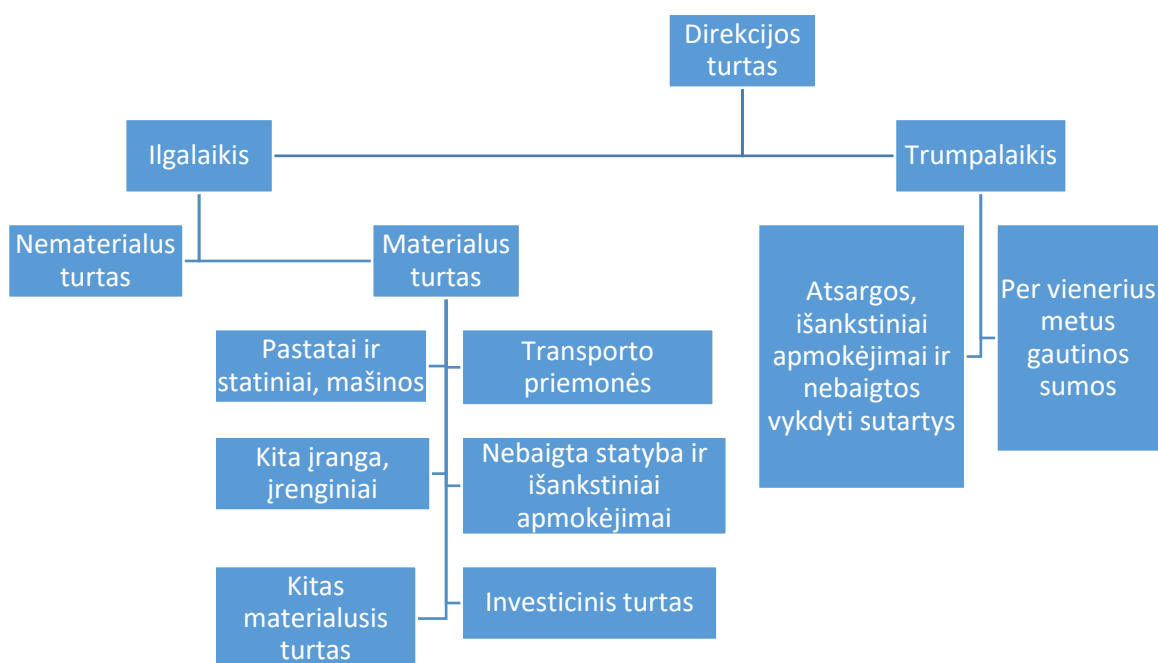 Direkcijos
turtas
Ilgalaikis
Trumpalaikis
Nematerialus
turtas
Materialus
turtas
Pastatai ir
statiniai, mašinos
Transporto
priemonės
Kita įranga,
įrenginiai
Nebaigta statyba ir
išankstiniai
apmokėjimai
Kitas
materialusis
turtas
Investicinis turtas
Atsargos,
išankstiniai
apmokėjimai ir
nebaigtos
vykdyti sutartys
Per vienerius
metus
gautinos
sumos